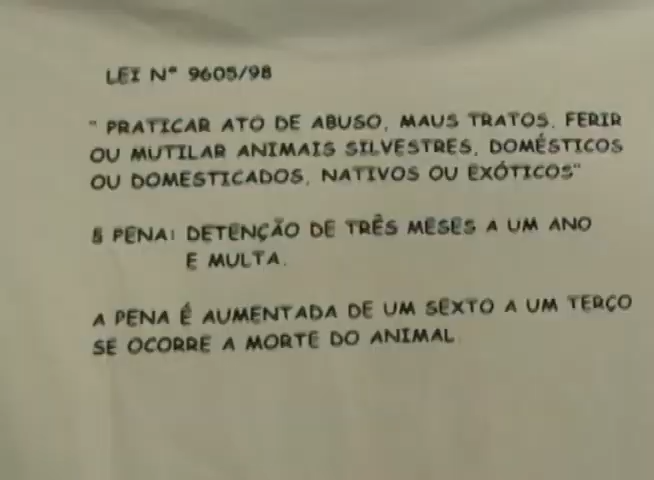 LEI N° 9605/98
" PRATICAR ATO DE ABUSO, MAUS TRATOS, FERIR
OU MUTILAR ANIMAIS SILVESTRES, DOMÉSTICOS
OU DOMESTICADOS, NATIVOS OU EXÓTICOS"
§ PENA: DETENÇÃO DE TRÊS MESES A UM ANO
E MULTA.
A PENA É AUMENTADA DE UM SEXTO A UM TERÇO
SE OCORRE A MORTE DO ANIMAL.